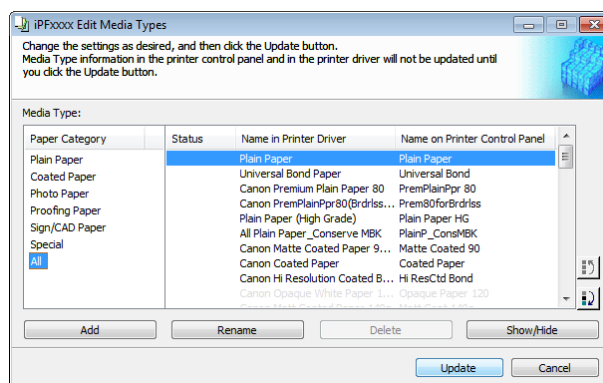 iPFxxxx Edit Media Types
Change the settings as desired, and then click the Update button.
Media Type information in the printer control panel and in the printer driver will not be updated until
you click the Update button.
Media Type:
Paper Category Status Name in Printer Driver Name on Printer Control Panel
Plain Paper Plain Paper Plain Paper
Coated Paper Universal Bond Paper Universal Bond
Photo Paper Canon Premium Plain Paper 80 PremPlainPpr 80
Proofing Paper Canon PremPlainPpr80(Brdrlss... Prem80forBrdrlss
Sign/CAD Paper Plain Paper (High Grade) Plain Paper HG
Special All Plain Paper_Conserve MBK PlainP_ConsMBK
All Canon Matte Coated Paper 9... Matte Coated 90
Canon Coated Paper Coated Paper
Canon Hi Resolution Coated B... Hi ResCtd Bond
Canon Opaque White Paper 1... Opaque Paper 120
Add Rename Delete Show/Hide
Update Cancel